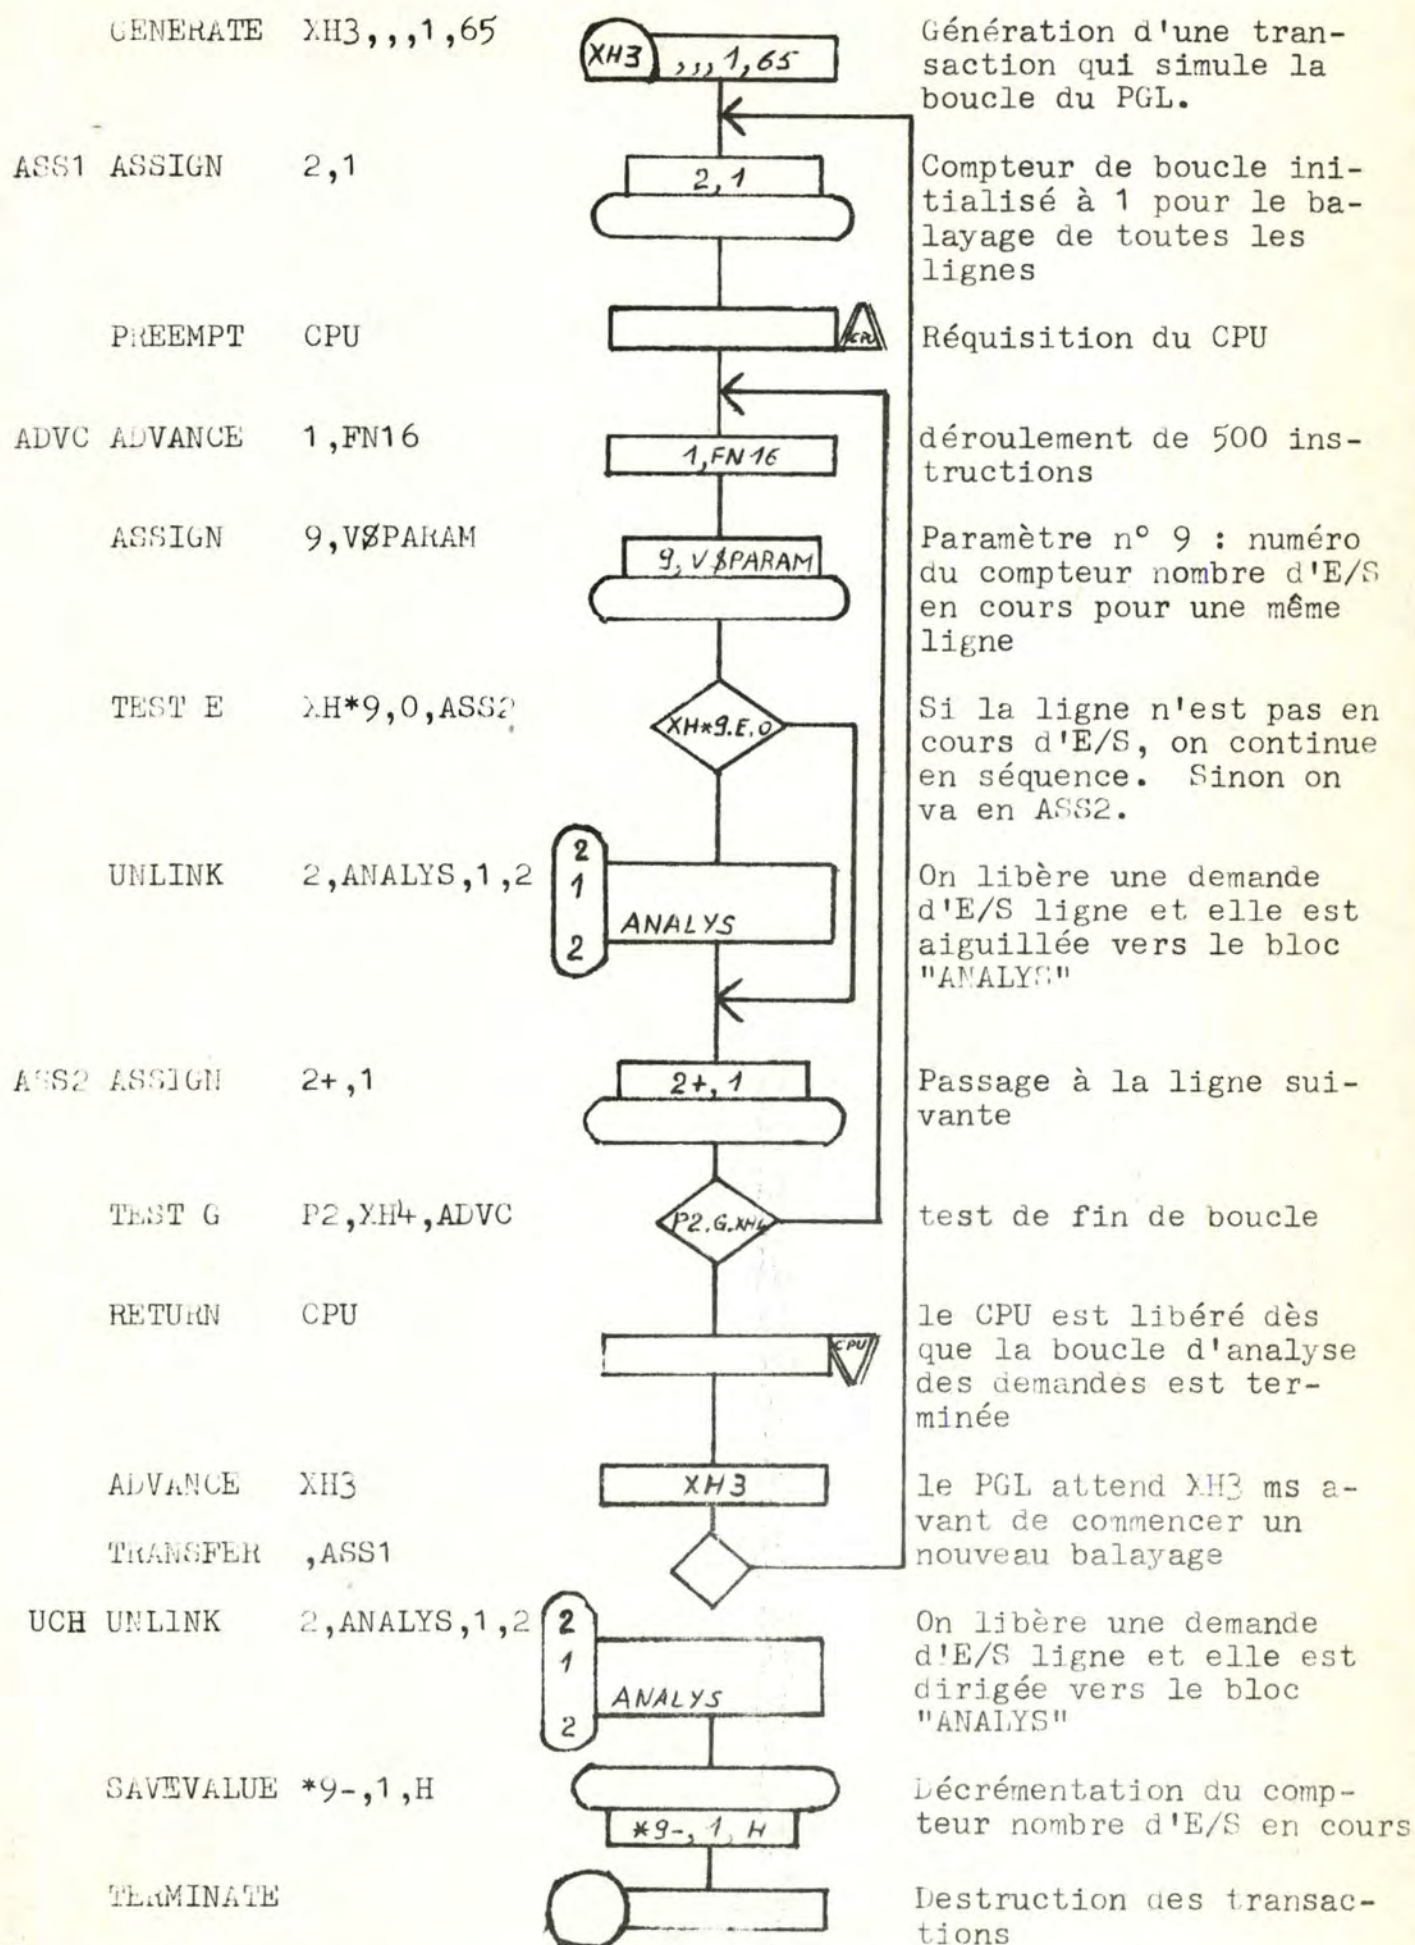 GENERATE XH3,,,1,65
XH3 ,,,1,65
Génération d'une tran-
saction qui simule la
boucle du PGL.
ASS1 ASSIGN 2,1
2,1
Compteur de boucle ini-
tialisé à 1 pour le ba-
layage de toutes les
lignes
PREEMPT CPU
CPU
Réquisition du CPU
ADVC ADVANCE 1,FN16
1,FN16
déroulement de 500 ins-
tructions
ASSIGN 9,V$PARAM
9,V$PARAM
Paramètre n° 9 : numéro
du compteur nombre d'E/S
en cours pour une même
ligne
TEST E XH*9,0,ASS2
XH*9.E.0
Si la ligne n'est pas en
cours d'E/S, on continue
en séquence. Sinon on
va en ASS2.
UNLINK 2,ANALYS,1,2
2
1
ANALYS
2
On libère une demande
d'E/S ligne et elle est
aiguillée vers le bloc
"ANALYS"
ASS2 ASSIGN 2+,1
2+,1
Passage à la ligne sui-
vante
TEST G P2,XH4,ADVC
P2.G.XH4
test de fin de boucle
RETURN CPU
CPU
le CPU est libéré dès
que la boucle d'analyse
des demandes est ter-
minée
ADVANCE XH3
XH3
le PGL attend XH3 ms a-
vant de commencer un
nouveau balayage
TRANSFER ,ASS1
UCH UNLINK 2,ANALYS,1,2
2
1
ANALYS
2
On libère une demande
d'E/S ligne et elle est
dirigée vers le bloc
"ANALYS"
SAVEVALUE *9-,1,H
*9-, 1, H
Décrémentation du comp-
teur nombre d'E/S en cours
TERMINATE
Destruction des transac-
tions